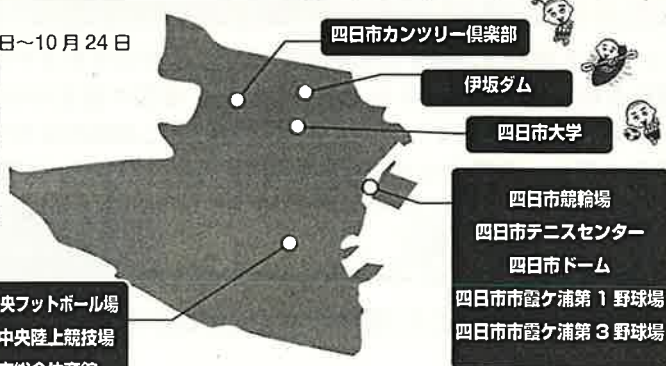 日～10月24日
四日市カンツリー倶楽部
伊坂ダム
四日市大学
四日市競輪場
四日市テニスセンター
四日市ドーム
四日市市霞ケ浦第1野球場
四日市市霞ケ浦第3野球場
央フットボール場
中央陸上競技場